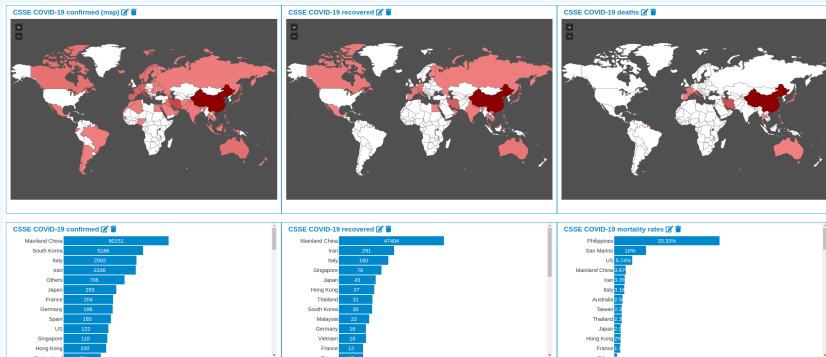 CSSE COVID-19 confirmed (map)
CSSE COVID-19 recovered
CSSE COVID-19 deaths
CSSE COVID-19 confirmed
Mainland China 80151
South Korea 5186
Italy 2502
Iran 2336
Others 706
Japan 293
France 204
Germany 196
Spain 165
US 122
Singapore 110
Hong Kong 100
CSSE COVID-19 recovered
Mainland China 47404
Iran 291
Italy 160
Singapore 78
Japan 43
Hong Kong 37
Thailand 31
South Korea 30
Malaysia 22
Germany 16
Vietnam 16
France 12
CSSE COVID-19 mortality rates
Philippines 33.33%
San Marino 10%
US 5.74%
Mainland China
Iran
Italy
Australia
Taiwan
Thailand
Japan
Hong Kong
France